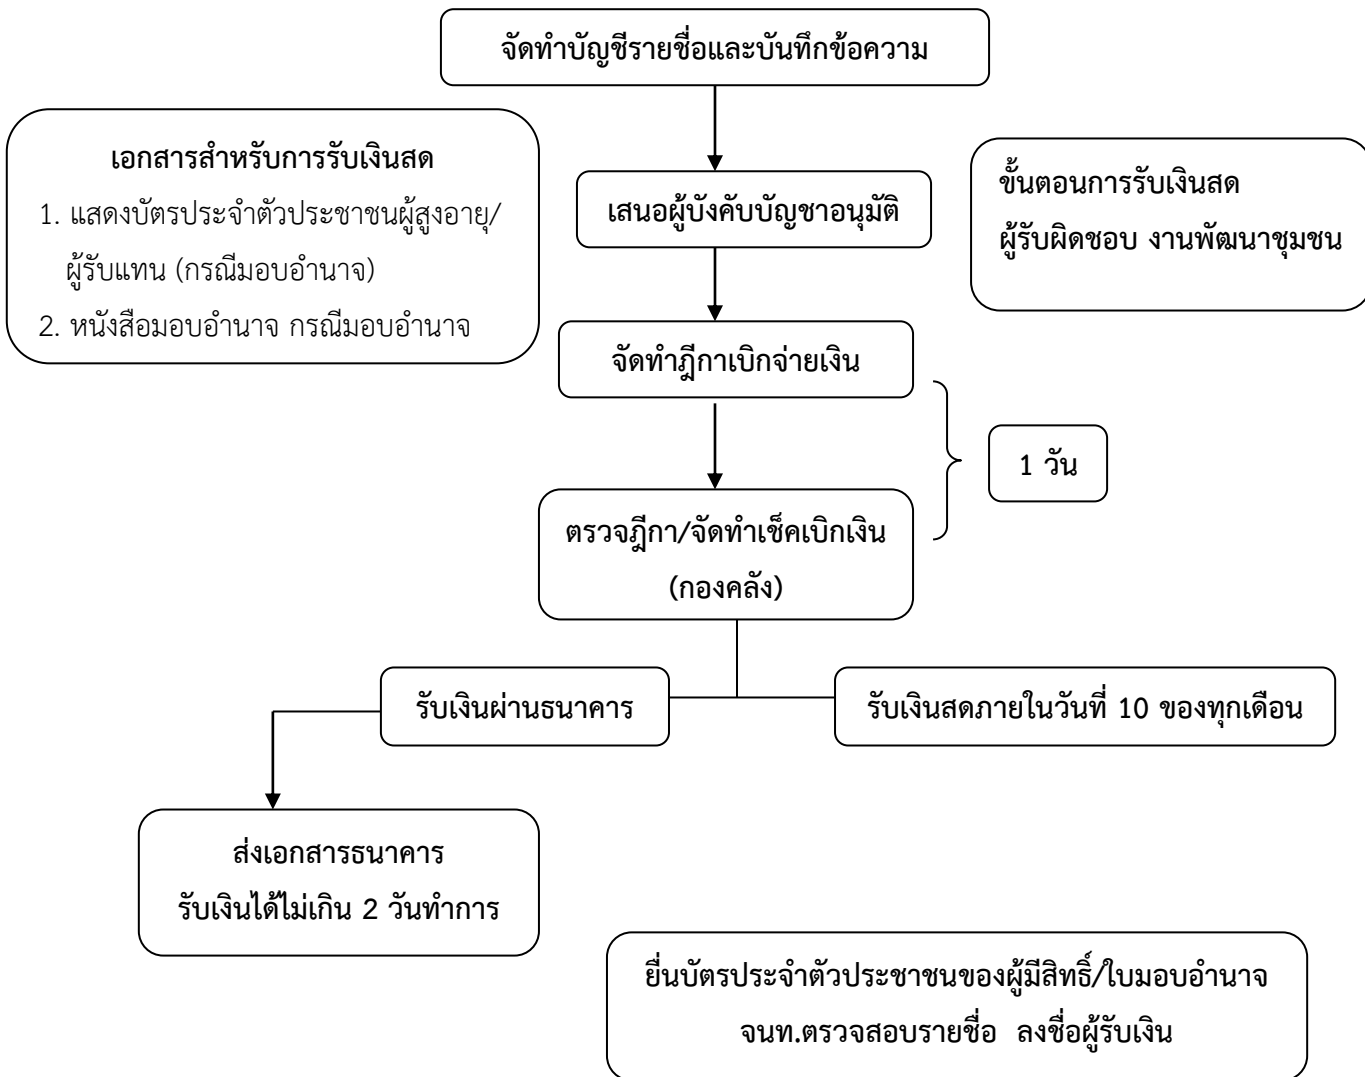 จัดทำบัญชีรายชื่อและบันทึกข้อความ
เอกสารสำหรับการรับเงินสด
1. แสดงบัตรประจำตัวประชาชนผู้สูงอายุ/
ผู้รับแทน (กรณีมอบอำนาจ)
2. หนังสือมอบอำนาจ กรณีมอบอำนาจ
เสนอผู้บังคับบัญชาอนุมัติ
ขั้นตอนการรับเงินสด
ผู้รับผิดชอบ งานพัฒนาชุมชน
จัดทำฎีกาเบิกจ่ายเงิน
1 วัน
ตรวจฎีกา/จัดทำเช็คเบิกเงิน
(กองคลัง)
รับเงินผ่านธนาคาร
รับเงินสดภายในวันที่ 10 ของทุกเดือน
ส่งเอกสารธนาคาร
รับเงินได้ไม่เกิน 2 วันทำการ
ยื่นบัตรประจำตัวประชาชนของผู้มีสิทธิ์/ใบมอบอำนาจ
จนท.ตรวจสอบรายชื่อ ลงชื่อผู้รับเงิน